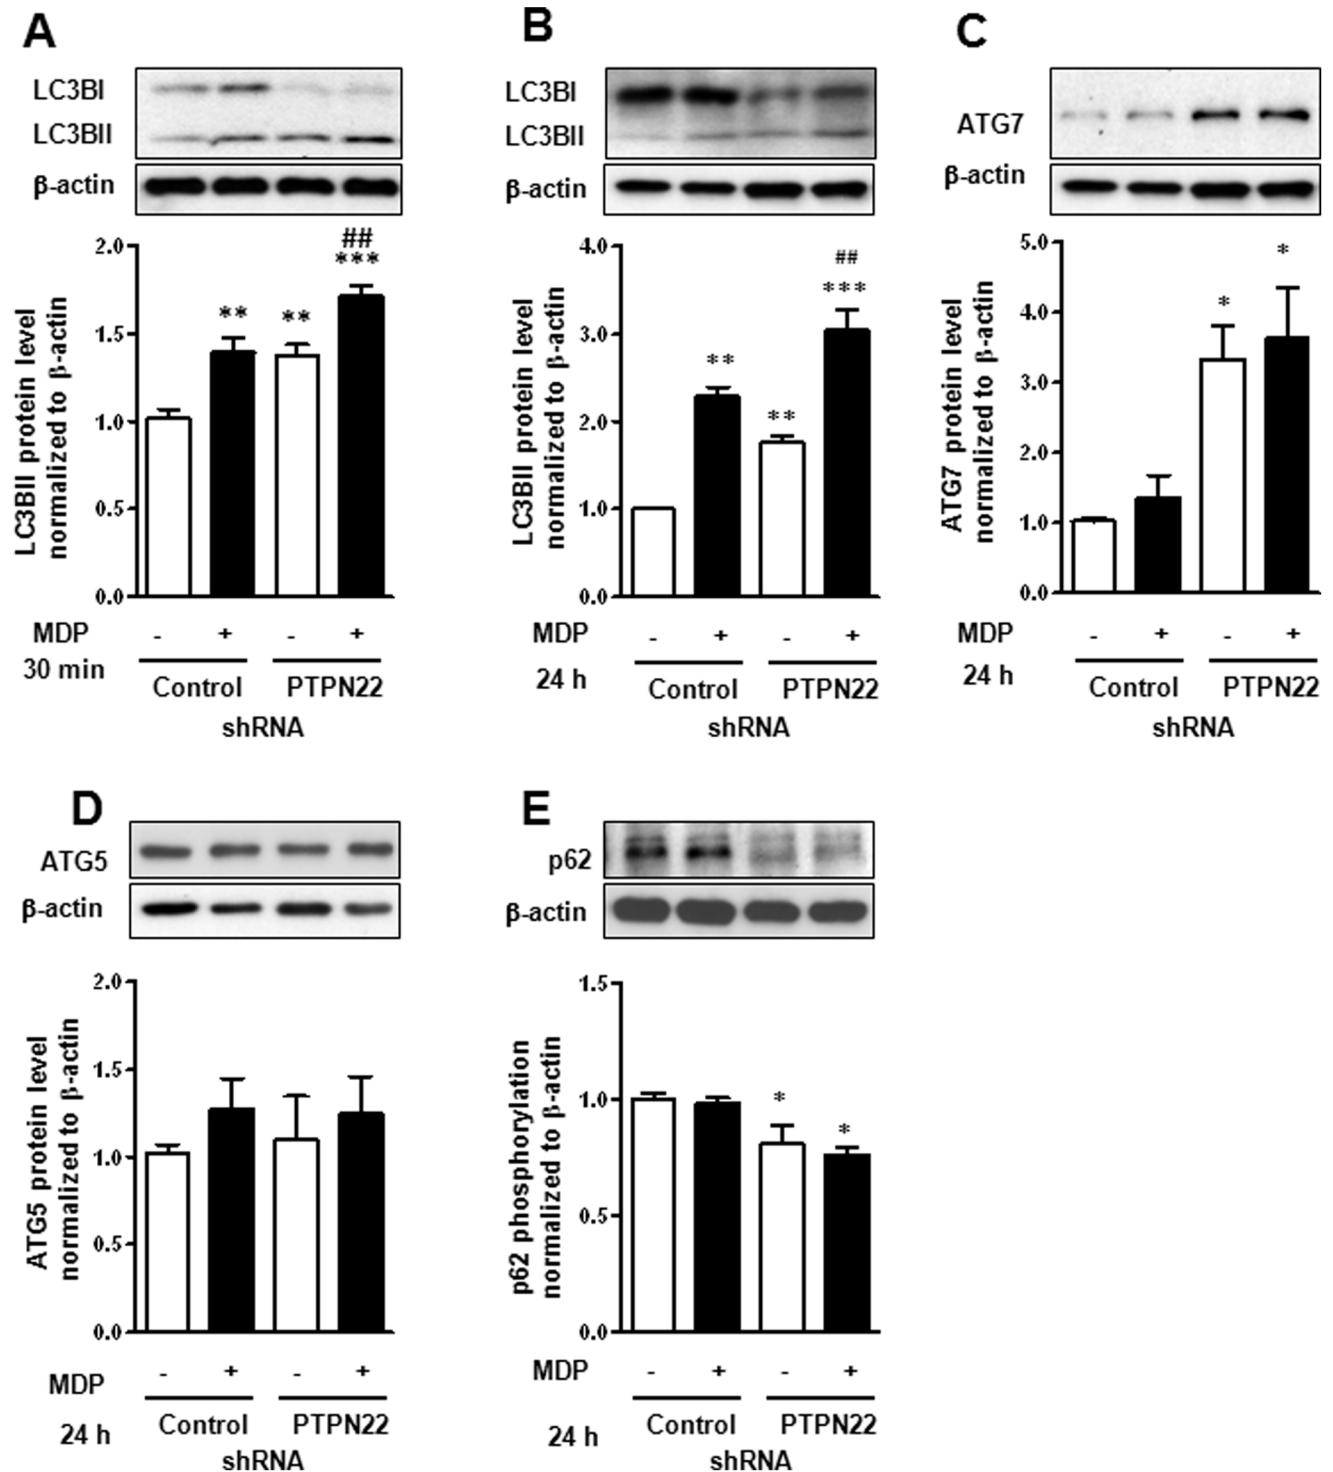 A
LC3BI
LC3BII
β-actin
LC3BII protein level
normalized to β-actin
2.0
1.5
1.0
0.5
0.0
**
**
##
***
MDP - + - +
30 min
Control PTPN22
shRNA
B
LC3BI
LC3BII
β-actin
LC3BII protein level
normalized to β-actin
4.0
3.0
2.0
1.0
0.0
**
**
##
***
MDP - + - +
24 h
Control PTPN22
shRNA
C
ATG7
β-actin
ATG7 protein level
normalized to β-actin
5.0
4.0
3.0
2.0
1.0
0.0
*
*
MDP - + - +
24 h
Control PTPN22
shRNA
D
ATG5
β-actin
ATG5 protein level
normalized to β-actin
2.0
1.5
1.0
0.5
0.0
MDP - + - +
24 h
Control PTPN22
shRNA
E
p62
β-actin
p62 phosphorylation
normalized to β-actin
1.5
1.0
0.5
0.0
*
*
MDP - + - +
24 h
Control PTPN22
shRNA